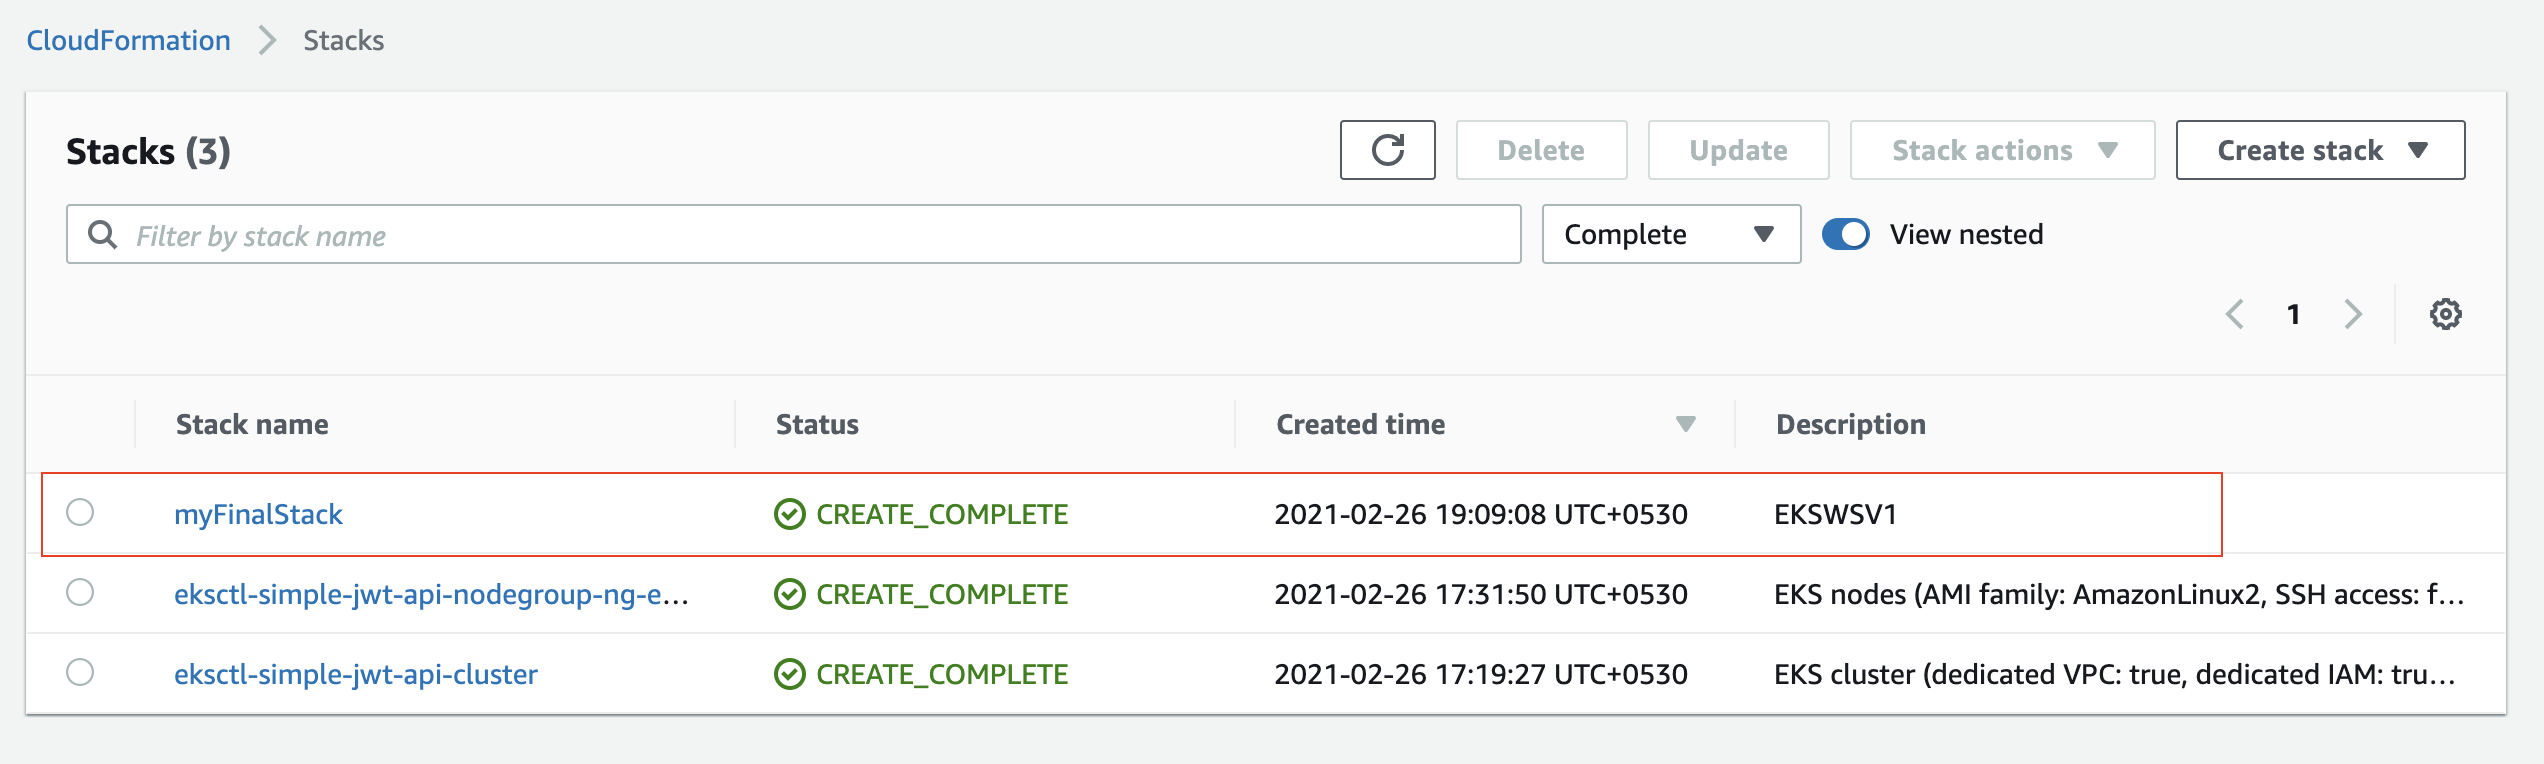 CloudFormation > Stacks
Stacks (3) Delete Update Stack actions Create stack
Filter by stack name Complete View nested
1
Stack name Status Created time Description
myFinalStack CREATE_COMPLETE 2021-02-26 19:09:08 UTC+0530 EKSWSV1
eksctl-simple-jwt-api-nodegroup-ng-e... CREATE_COMPLETE 2021-02-26 17:31:50 UTC+0530 EKS nodes (AMI family: AmazonLinux2, SSH access: f...
eksctl-simple-jwt-api-cluster CREATE_COMPLETE 2021-02-26 17:19:27 UTC+0530 EKS cluster (dedicated VPC: true, dedicated IAM: tru...